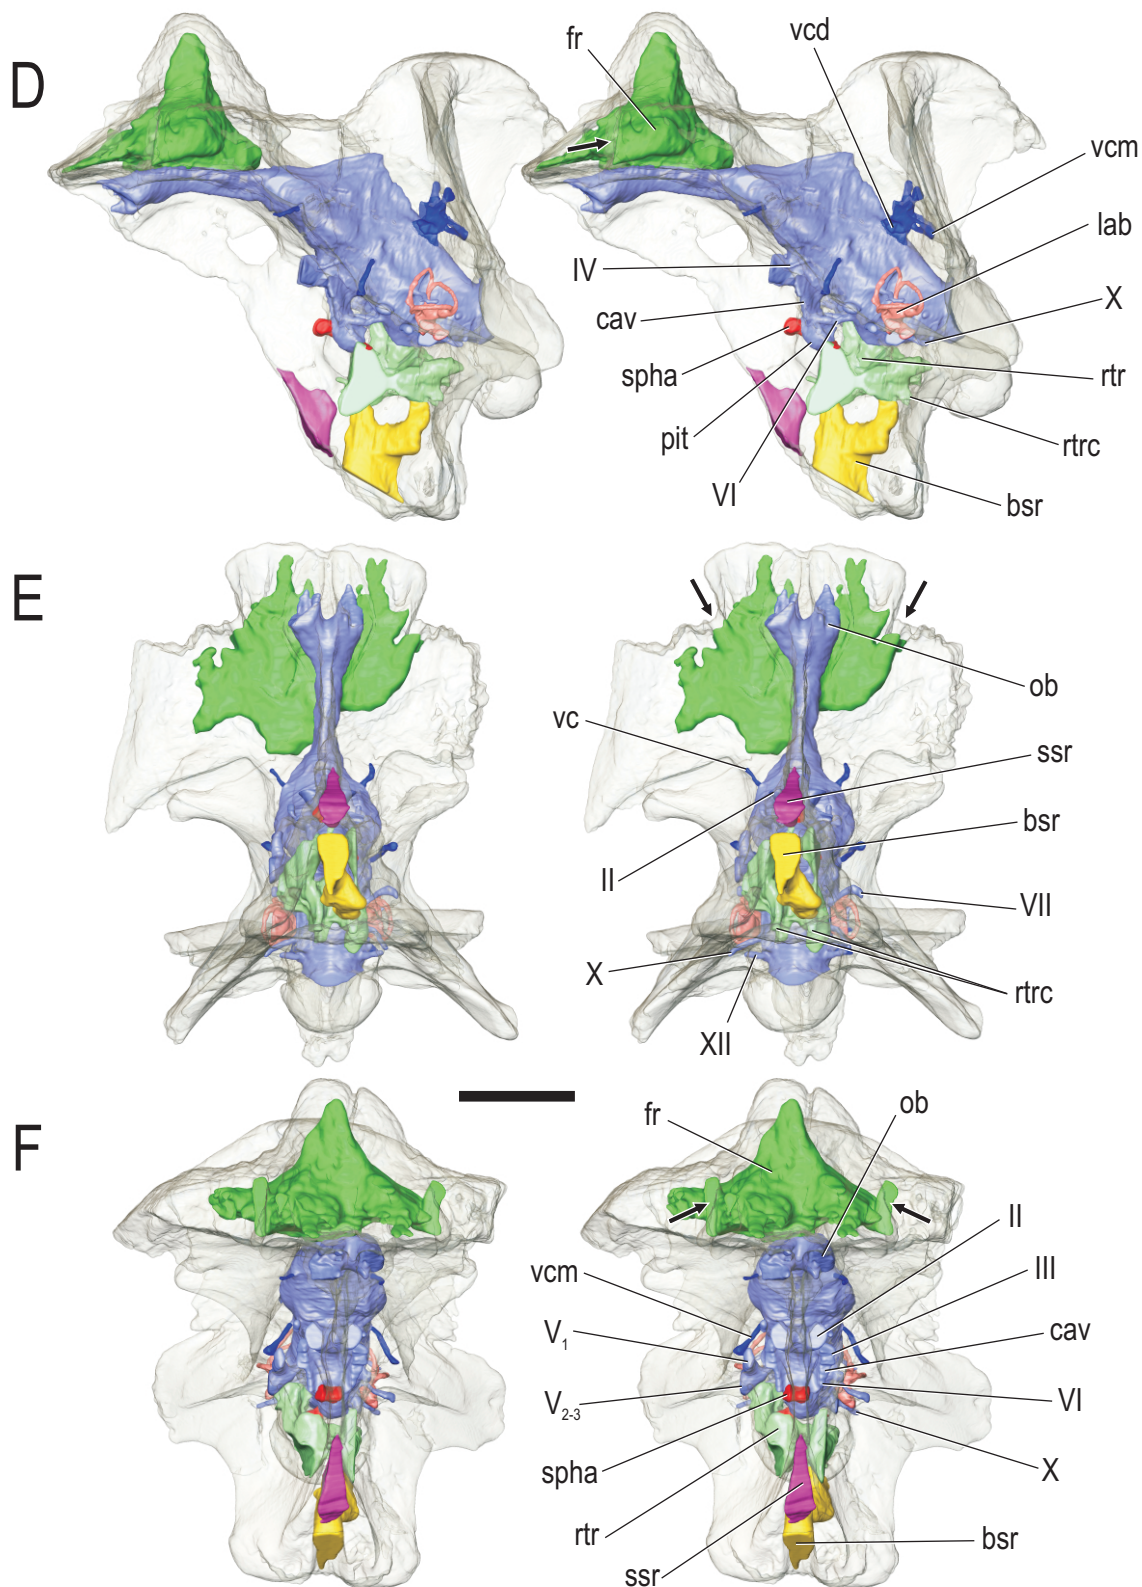 D
fr
vcd
vcm
lab
IV
X
cav
spha
rtr
pit
rtrc
VI
bsr
E
ob
vc
ssr
bsr
II
VII
X
rtrc
XII
F
fr
ob
II
vcm
III
V1
cav
V2-3
VI
spha
X
rtr
bsr
ssr